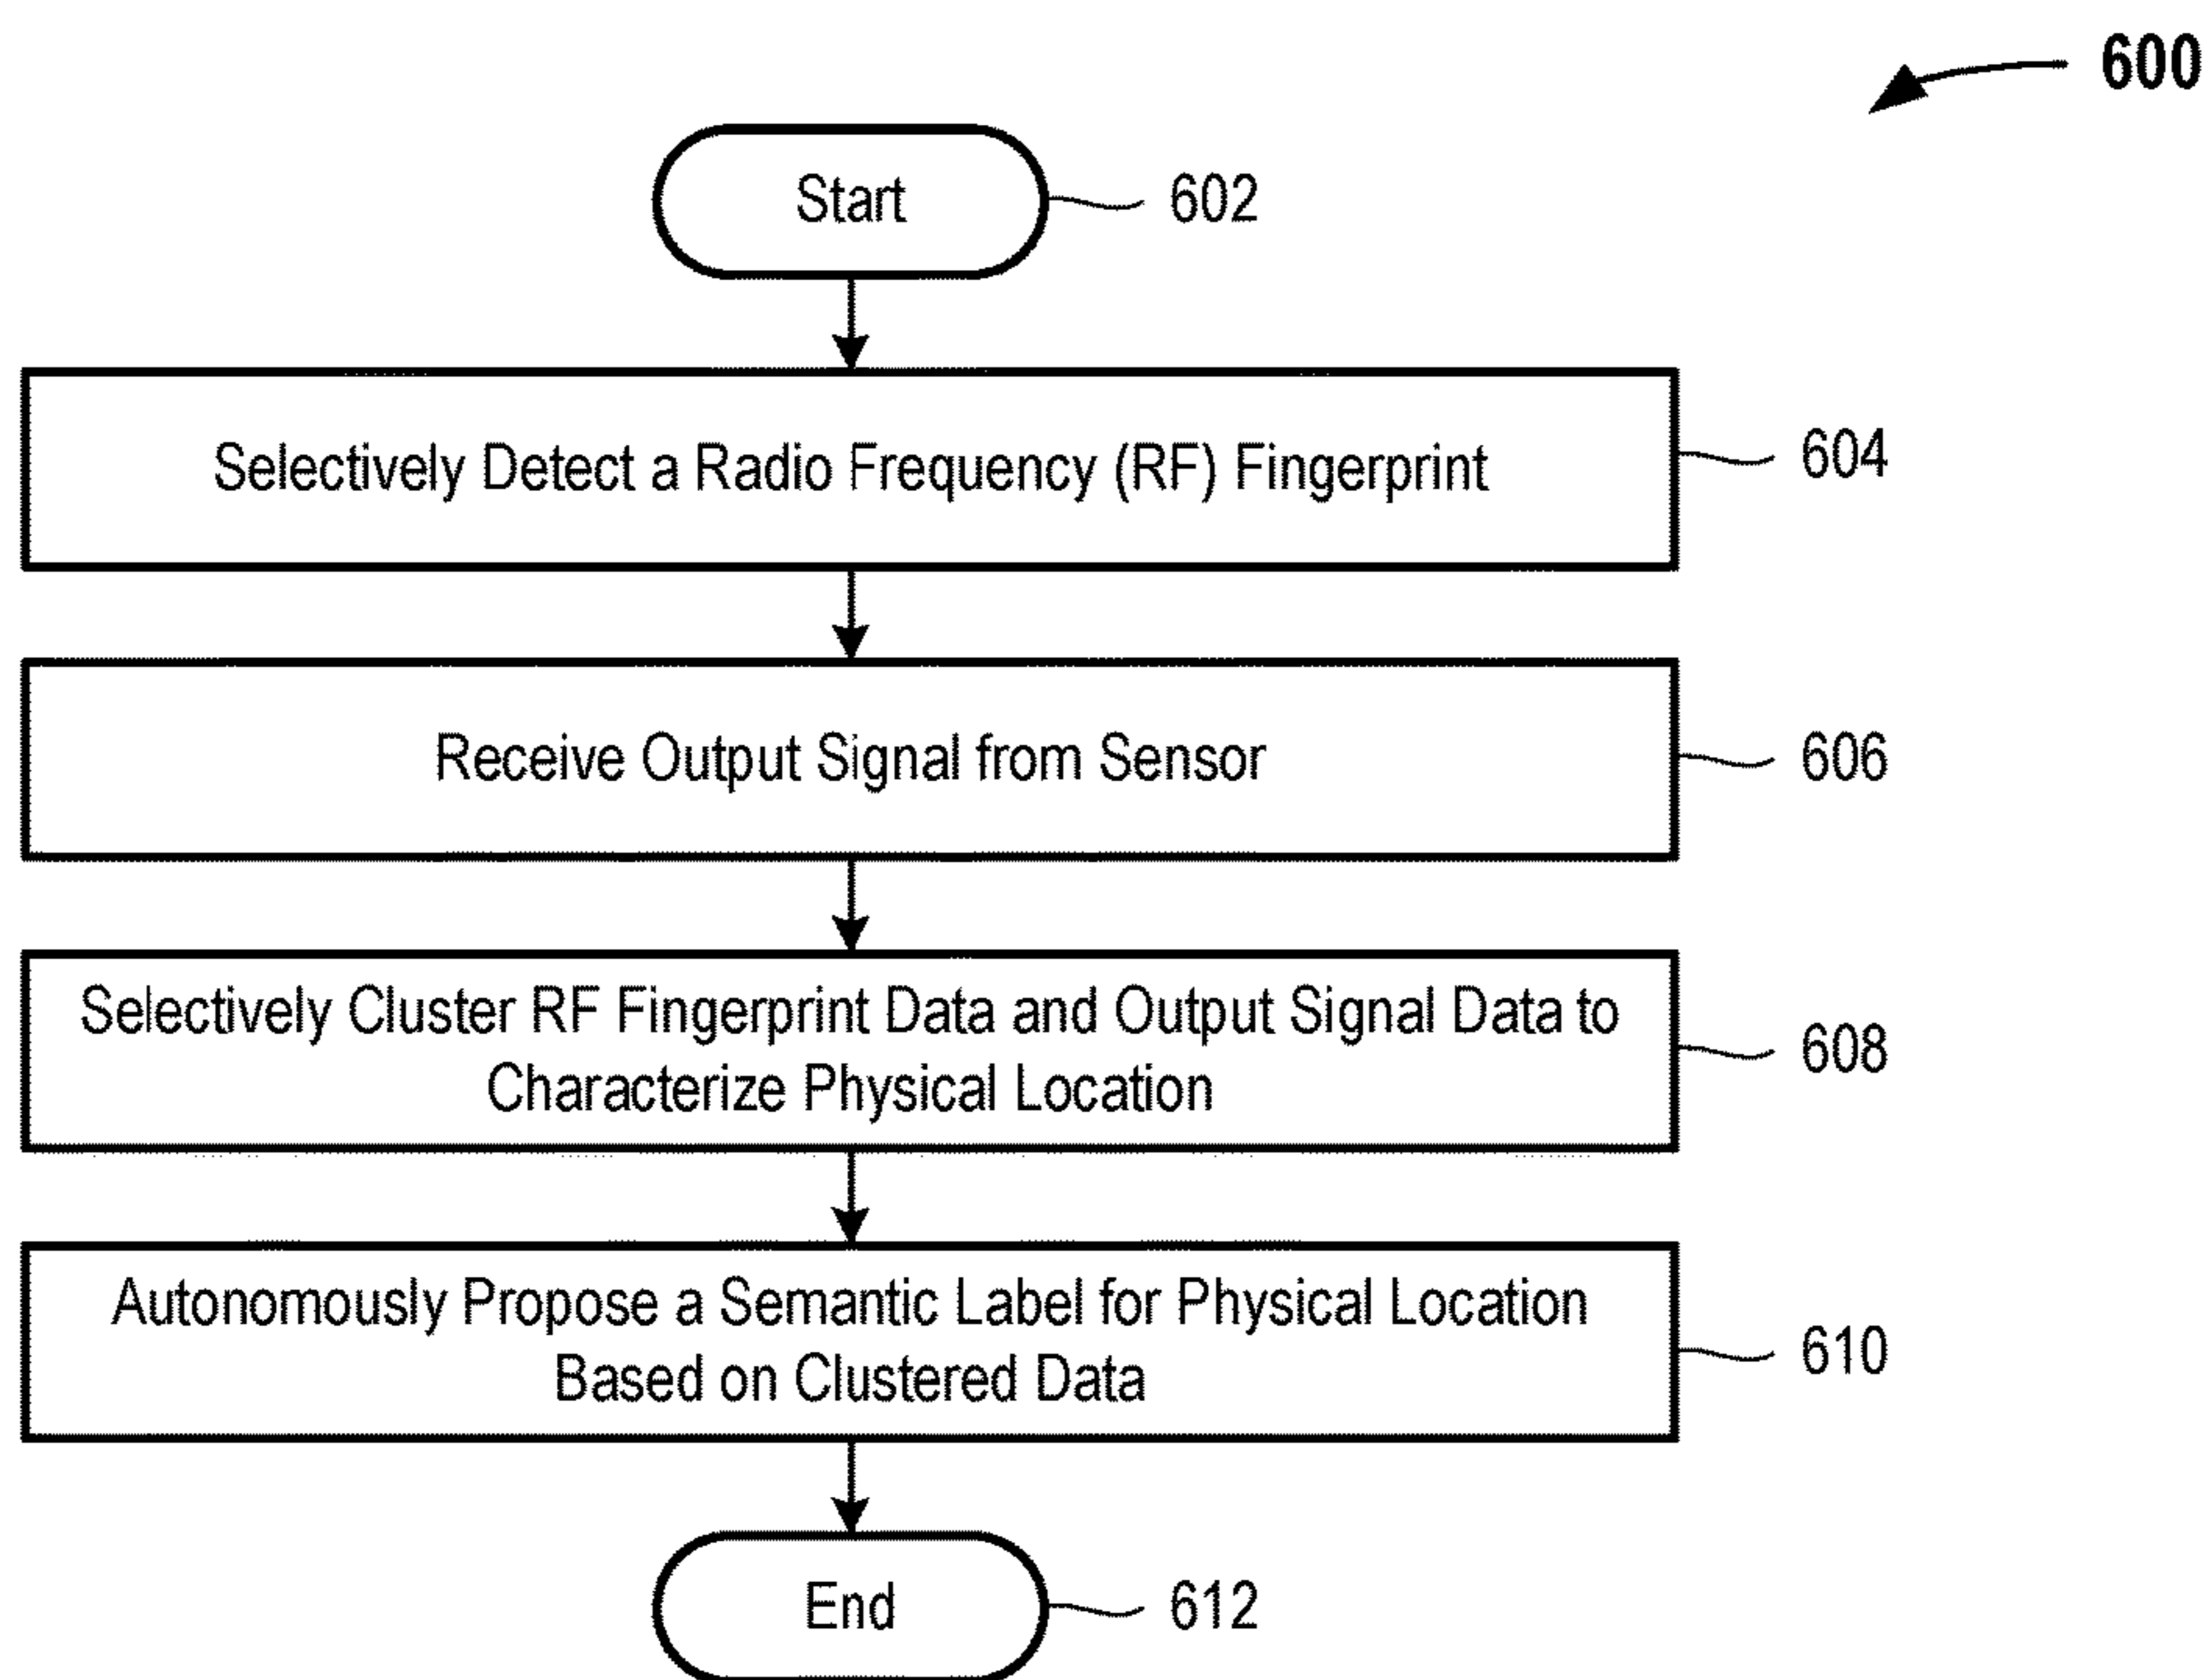 600
Start
602
Selectively Detect a Radio Frequency (RF) Fingerprint
604
Receive Output Signal from Sensor
606
Selectively Cluster RF Fingerprint Data and Output Signal Data to
Characterize Physical Location
608
Autonomously Propose a Semantic Label for Physical Location
Based on Clustered Data
610
End
612